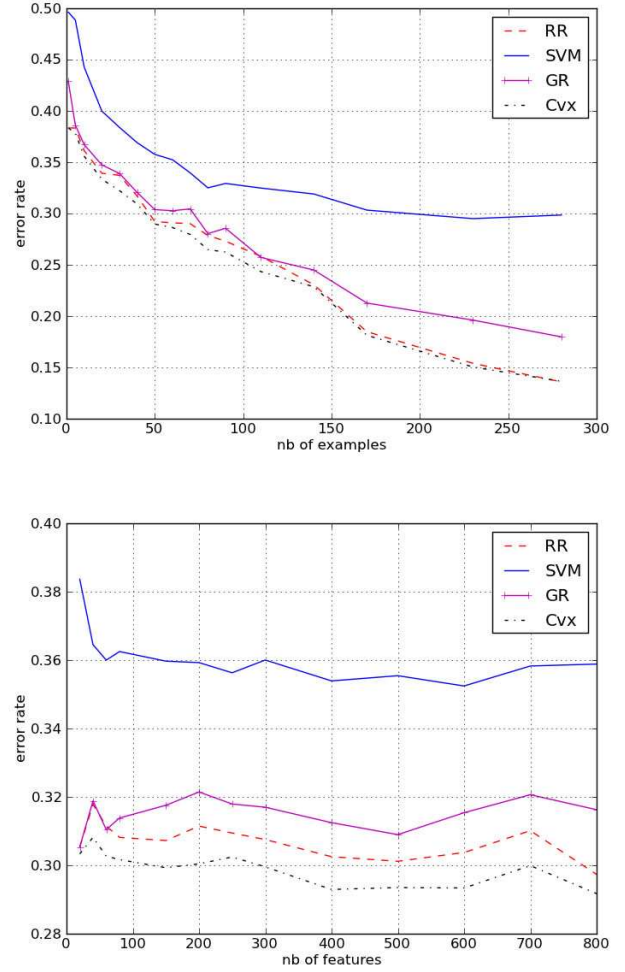 0.50
0.45
0.40
0.35
0.30
0.25
0.20
0.15
0.10
error rate
RR
SVM
GR
Cvx
0 50 100 150 200 250 300
nb of examples
0.40
0.38
0.36
0.34
0.32
0.30
0.28
error rate
RR
SVM
GR
Cvx
0 100 200 300 400 500 600 700 800
nb of features